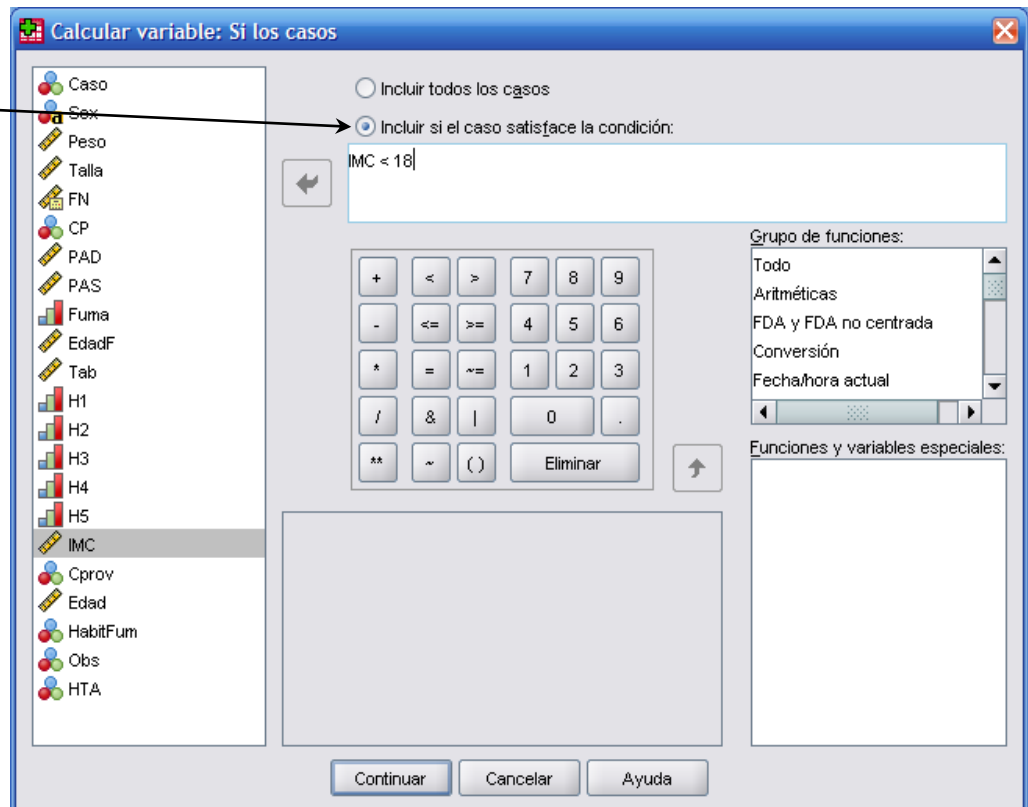 Calcular variable: Si los casos
Caso
Sex
Peso
Talla
FN
CP
PAD
PAS
Fuma
EdadF
Tab
H1
H2
H3
H4
H5
IMC
Cprov
Edad
HabitFum
Obs
HTA
Incluir todos los casos
Incluir si el caso satisface la condición:
IMC < 18
+ < > 7 8 9
- <= >= 4 5 6
* = ~= 1 2 3
/ & | 0 .
** ~ ( ) Eliminar
Grupo de funciones:
Todo
Aritméticas
FDA y FDA no centrada
Conversión
Fecha/hora actual
Funciones y variables especiales:
Continuar Cancelar Ayuda